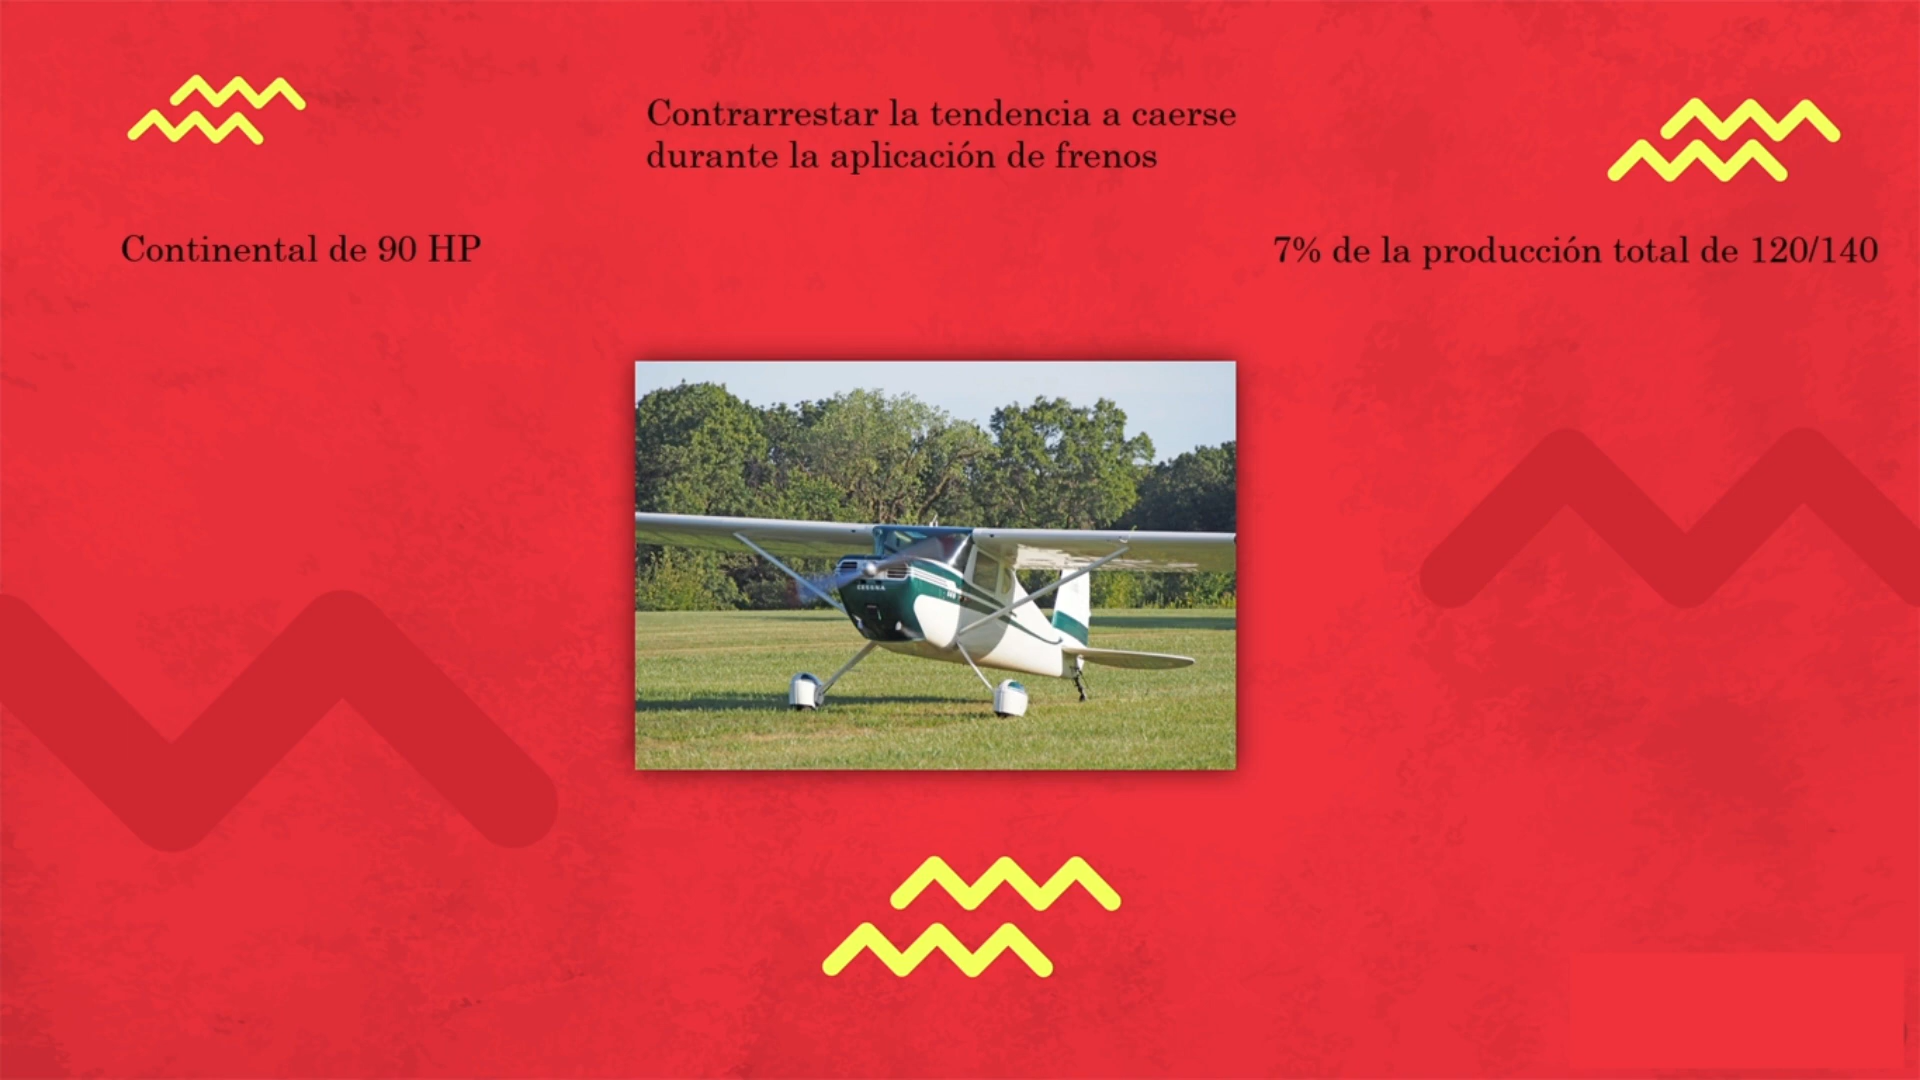 Contrarrestar la tendencia a caerse
durante la aplicación de frenos
Continental de 90 HP
7% de la producción total de 120/140
CESSNA